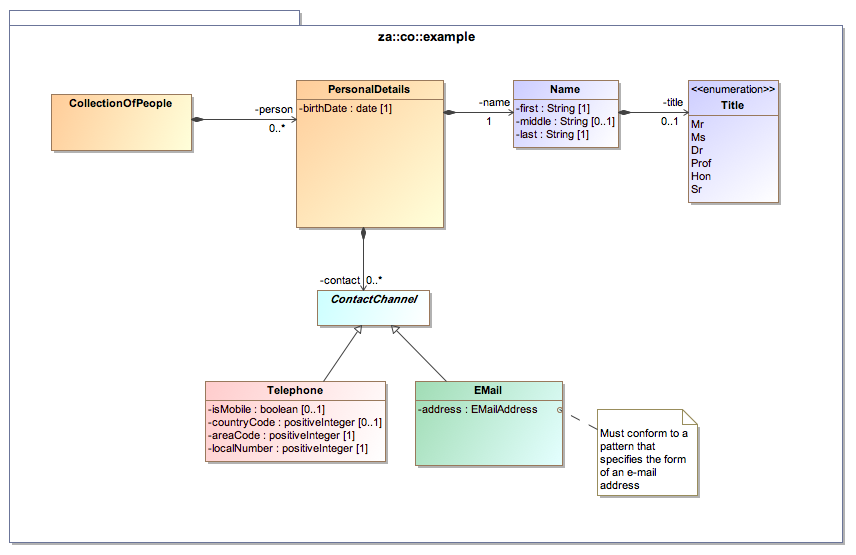 za::co::example
CollectionOfPeople
-person
0..*
PersonalDetails
-birthDate : date [1]
-name
1
Name
-first : String [1]
-middle : String [0..1]
-last : String [1]
-title
0..1
<<enumeration>>
Title
Mr
Ms
Dr
Prof
Hon
Sr
-contact 0..*
ContactChannel
Telephone
-isMobile : boolean [0..1]
-countryCode : positiveInteger [0..1]
-areaCode : positiveInteger [1]
-localNumber : positiveInteger [1]
EMail
-address : EMailAddress
Must conform to a
pattern that
specifies the form
of an e-mail
address